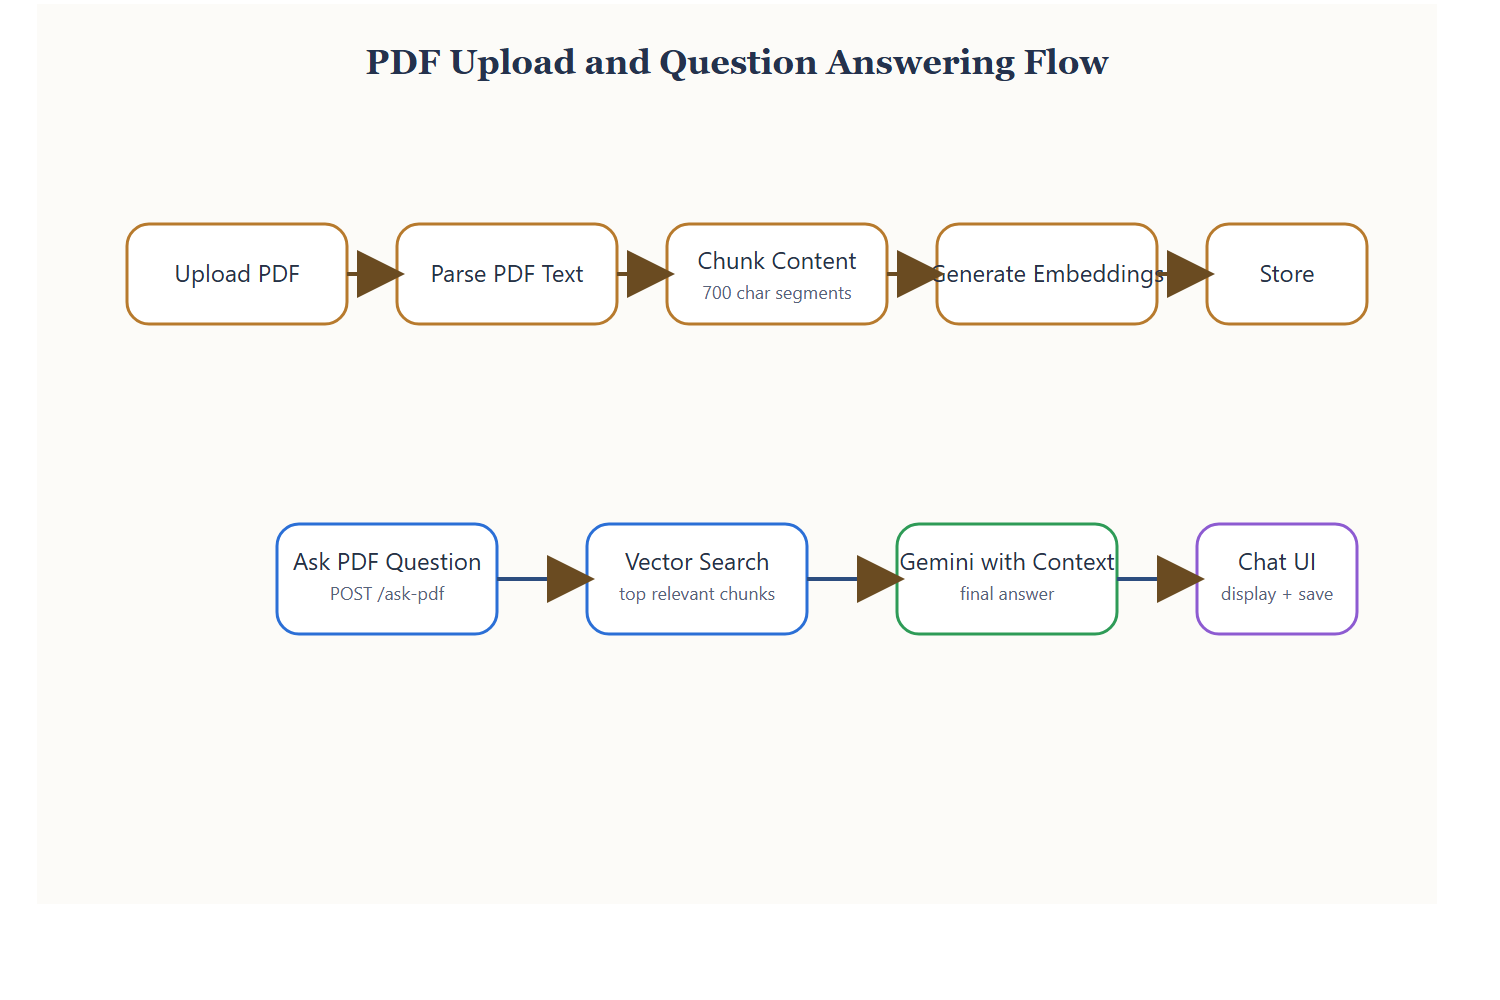 PDF Upload and Question Answering Flow
Upload PDF
Parse PDF Text
Chunk Content
700 char segments
Generate Embeddings
Store
Ask PDF Question
POST /ask-pdf
Vector Search
top relevant chunks
Gemini with Context
final answer
Chat UI
display + save